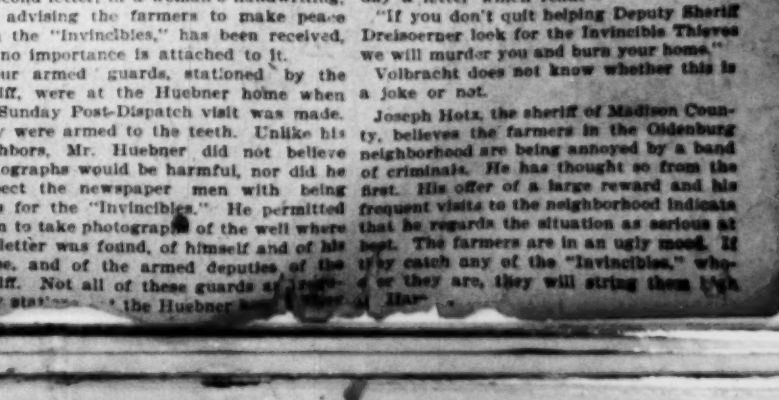 advising the farmers to make peace
the "Invincibles," has been received,
no importance is attached to it.
ur armed guards, stationed by the
iff, were at the Huebner home when
Sunday Post-Dispatch visit was made.
y were armed to the teeth. Unlike his
hbors, Mr. Huebner did not believe
ographs would be harmful, nor did he
ect the newspaper men with being
s for the "Invincibles." He permitted
n to take photographs of the well where
letter was found, of himself and of his
e, and of the armed deputies of the
iff. Not all of these guards
the Huebner
"If you don't quit helping Deputy Sheriff
Dreisoerner look for the Invincible Thieves
we will murder you and burn your home."
Volbracht does not know whether this is
a joke or not.
Joseph Hotz, the sheriff of Madison Coun-
ty, believes the farmers in the Oldenburg
neighborhood are being annoyed by a band
of criminals. He has thought so from the
first. His offer of a large reward and his
frequent visits to the neighborhood indicate
that he regards the situation as serious at
best. The farmers are in an ugly mood. If
they catch any of the "Invincibles," who-
ever they are, they will string them high